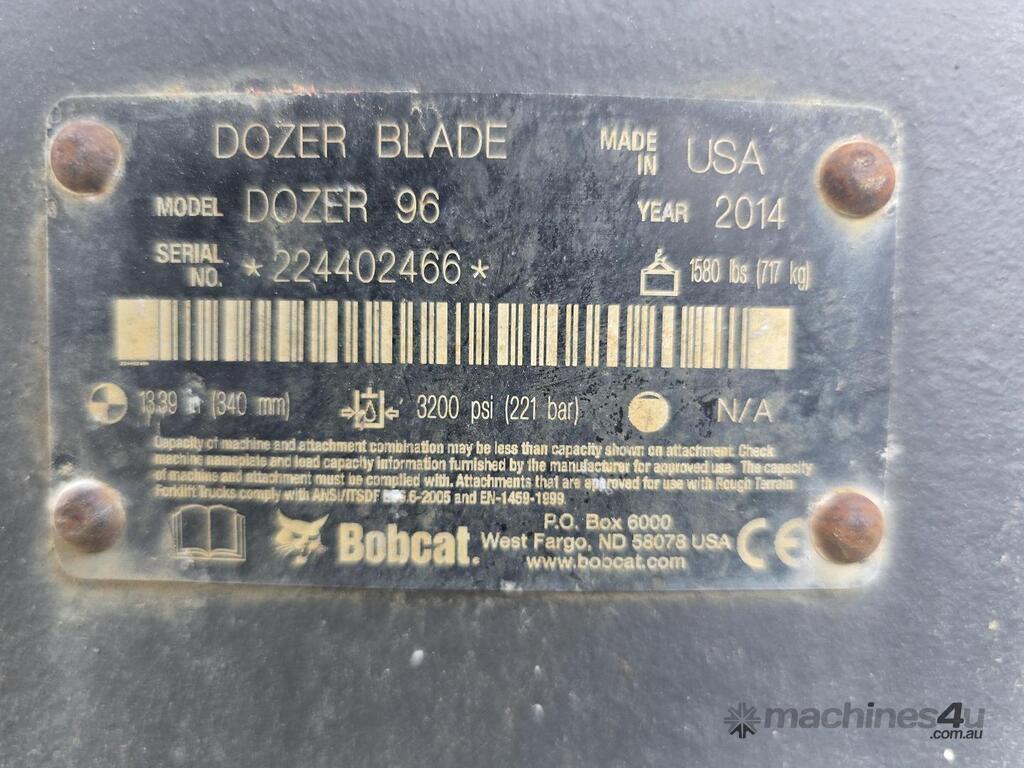 DOZER BLADE MADE IN USA
MODEL DOZER 96 YEAR 2014
SERIAL NO. *224402466* 1580 lbs (717 kg)
13.39 in (340 mm) 3200 psi (221 bar) N/A
Capacity of machine and attachment combination may be less than capacity shown on attachment. Check
machine nameplate and load capacity information furnished by the manufacturer for approved use. The capacity
of machine and attachment must be complied with. Attachments that are approved for use with Rough Terrain
Forklift Trucks comply with ANSI/ITSDF and EN-1459-1999
Bobcat.
P.O. Box 6000
West Fargo, ND 58078 USA
www.bobcat.com
CE
machines4u
.com.au